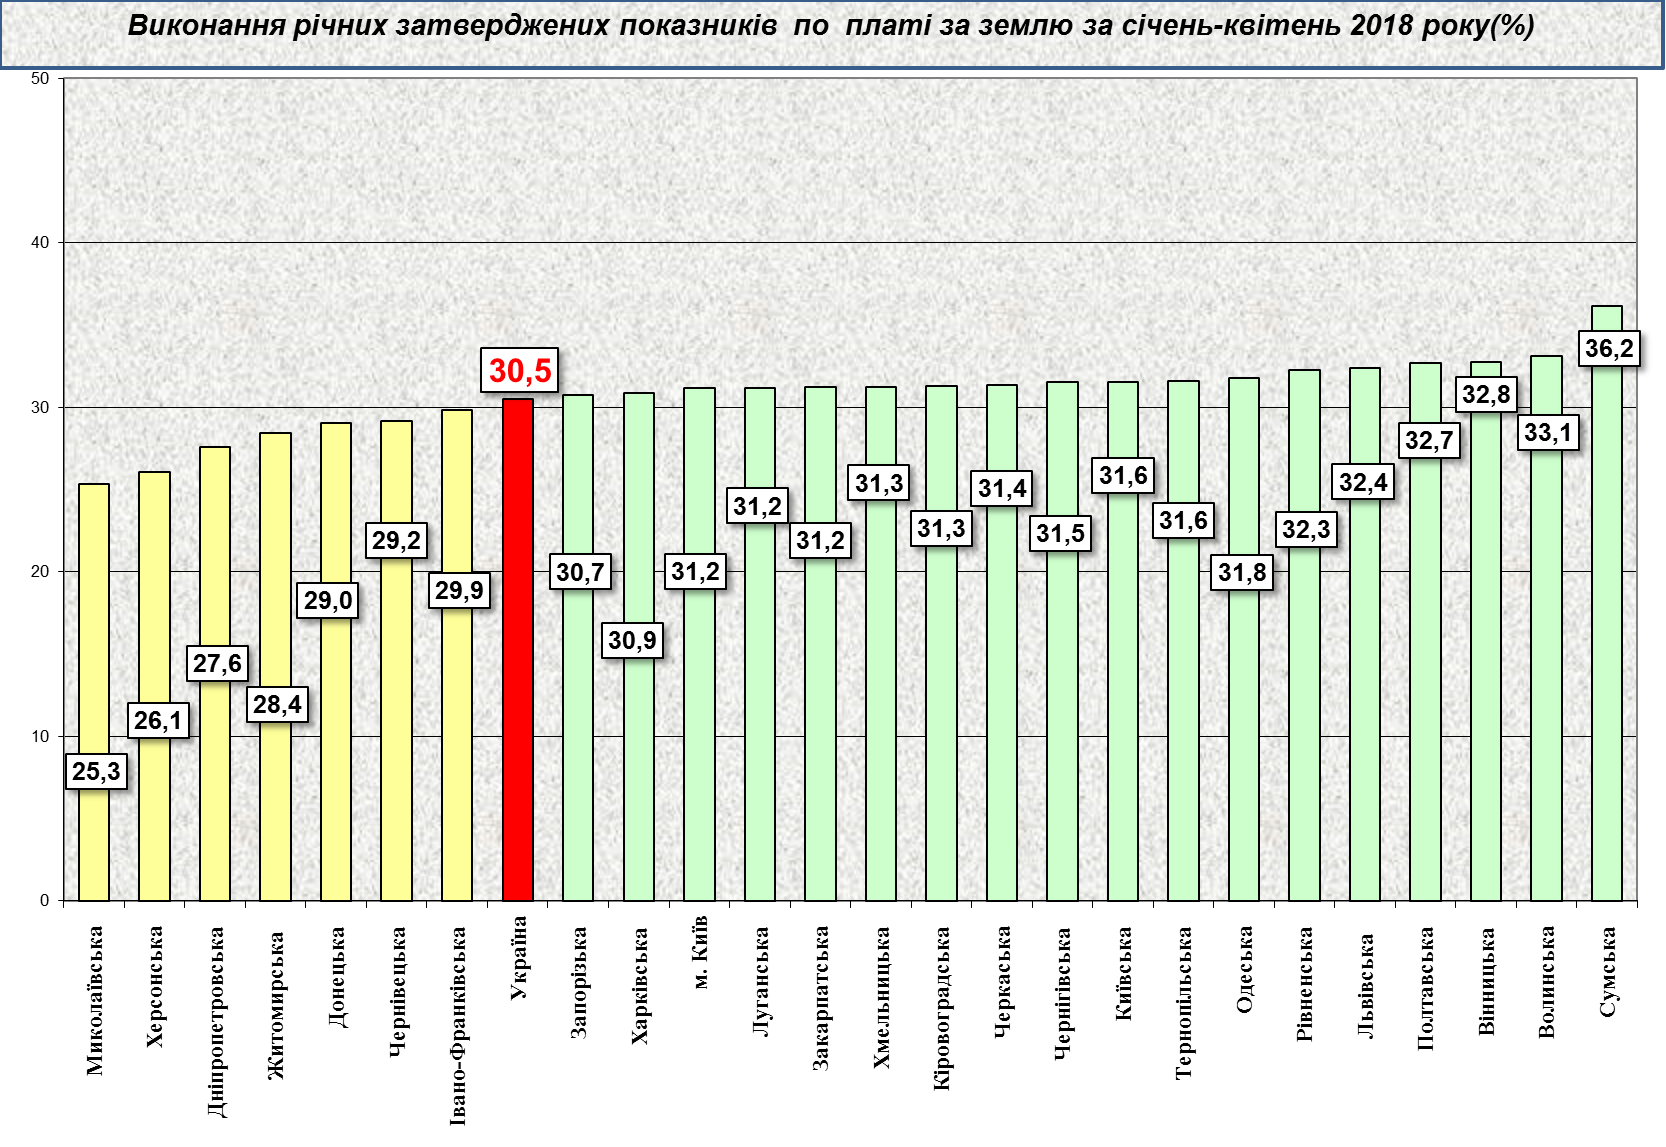 Виконання річних затверджених показників по платі за землю за січень-квітень 2018 року(%)
50
40
30
20
10
0
25,3
26,1
27,6
28,4
29,0
29,2
29,9
30,5
30,7
30,9
31,2
31,2
31,2
31,3
31,3
31,4
31,5
31,6
31,6
31,8
32,3
32,4
32,7
32,8
33,1
36,2
Миколаївська
Херсонська
Дніпропетровська
Житомирська
Донецька
Чернівецька
Івано-Франківська
Україна
Запорізька
Харківська
м. Київ
Луганська
Закарпатська
Хмельницька
Кіровоградська
Черкаська
Чернігівська
Київська
Тернопільська
Одеська
Рівненська
Львівська
Полтавська
Вінницька
Волинська
Сумська